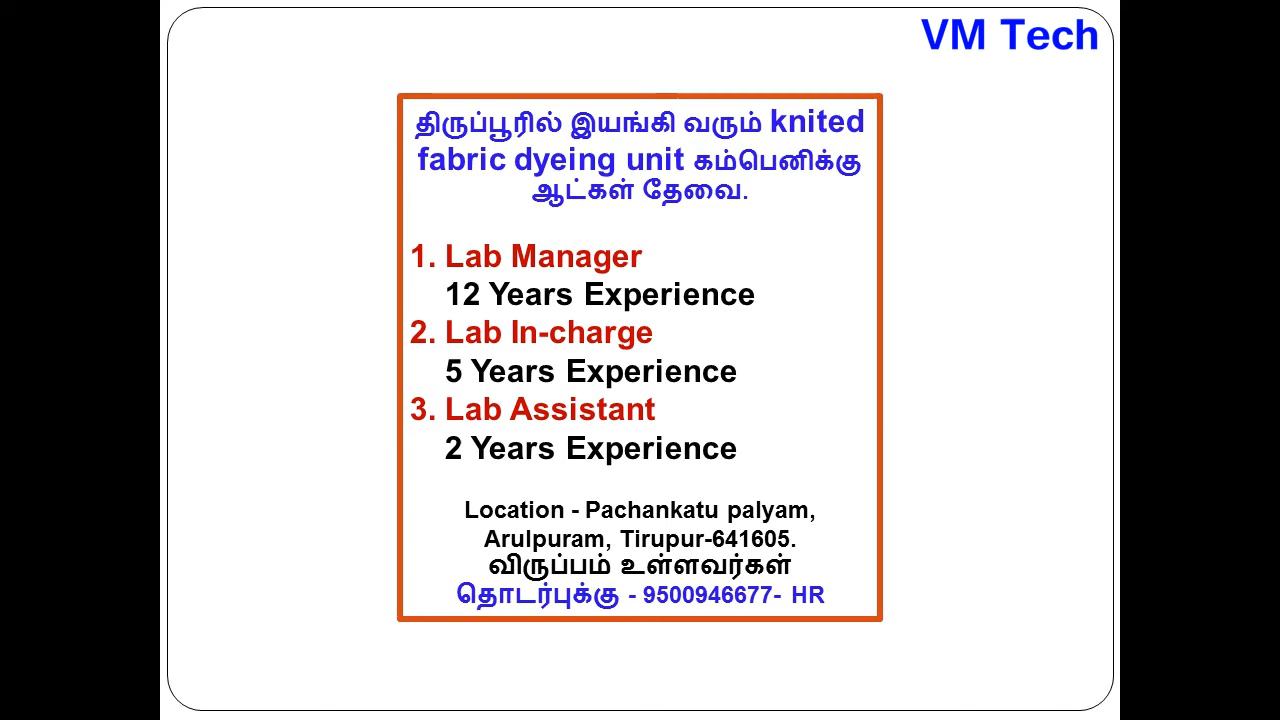 VM Tech
திருப்பூரில் இயங்கி வரும் knited
fabric dyeing unit கம்பெனிக்கு
ஆட்கள் தேவை.
1. Lab Manager
12 Years Experience
2. Lab In-charge
5 Years Experience
3. Lab Assistant
2 Years Experience
Location - Pachankatu palyam,
Arulpuram, Tirupur-641605.
விருப்பம் உள்ளவர்கள்
தொடர்புக்கு - 9500946677- HR